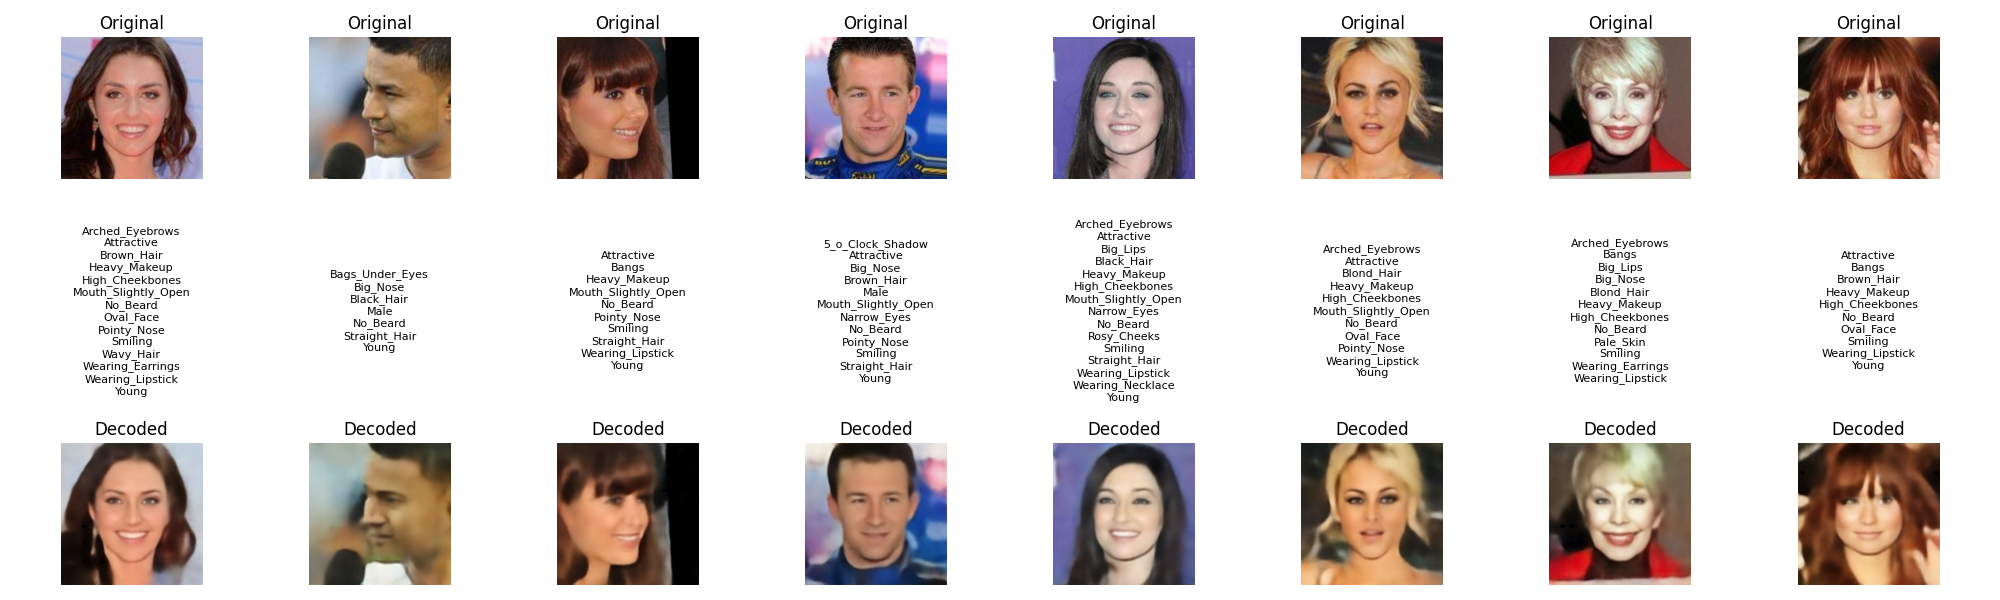 Original Original Original Original Original Original Original Original
Arched_Eyebrows
Attractive
Brown_Hair
Heavy_Makeup
High_Cheekbones
Mouth_Slightly_Open
No_Beard
Oval_Face
Pointy_Nose
Smiling
Wavy_Hair
Wearing_Earrings
Wearing_Lipstick
Young
Bags_Under_Eyes
Big_Nose
Black_Hair
Male
No_Beard
Straight_Hair
Young
Attractive
Bangs
Heavy_Makeup
Mouth_Slightly_Open
No_Beard
Pointy_Nose
Smiling
Straight_Hair
Wearing_Lipstick
Young
5_o_Clock_Shadow
Attractive
Big_Nose
Brown_Hair
Male
Mouth_Slightly_Open
Narrow_Eyes
No_Beard
Pointy_Nose
Smiling
Straight_Hair
Young
Arched_Eyebrows
Attractive
Big_Lips
Black_Hair
Heavy_Makeup
High_Cheekbones
Mouth_Slightly_Open
Narrow_Eyes
No_Beard
Rosy_Cheeks
Smiling
Straight_Hair
Wearing_Lipstick
Wearing_Necklace
Young
Arched_Eyebrows
Attractive
Blond_Hair
Heavy_Makeup
High_Cheekbones
Mouth_Slightly_Open
No_Beard
Oval_Face
Pointy_Nose
Wearing_Lipstick
Young
Arched_Eyebrows
Bangs
Big_Lips
Big_Nose
Blond_Hair
Heavy_Makeup
High_Cheekbones
No_Beard
Pale_Skin
Smiling
Wearing_Earrings
Wearing_Lipstick
Attractive
Bangs
Brown_Hair
Heavy_Makeup
High_Cheekbones
No_Beard
Oval_Face
Smiling
Wearing_Lipstick
Young
Decoded Decoded Decoded Decoded Decoded Decoded Decoded Decoded